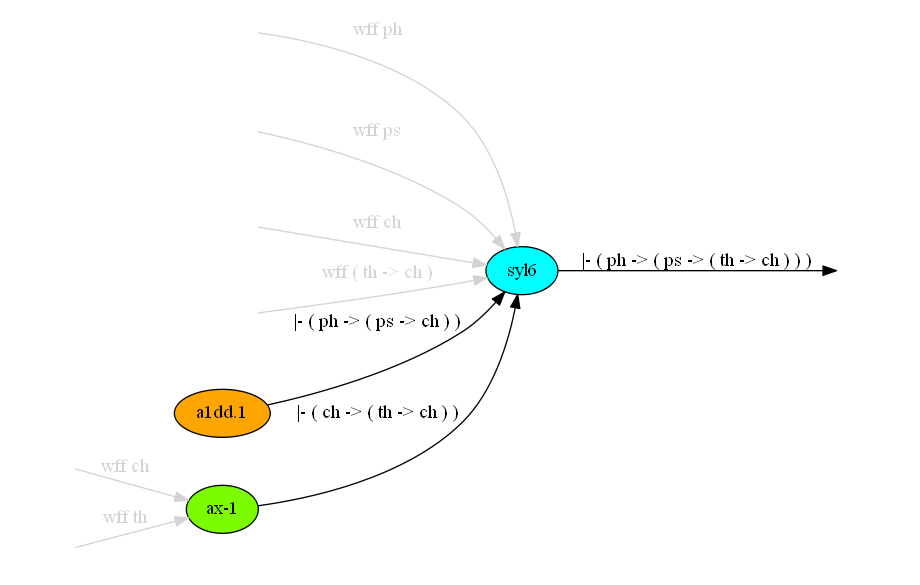 wff ph
wff ps
wff ch
wff ( th -> ch )
|- ( ph -> ( ps -> ch ) )
syl6
|- ( ph -> ( ps -> ( th -> ch ) ) )
a1dd.1
|- ( ch -> ( th -> ch ) )
wff ch
wff th
ax-1